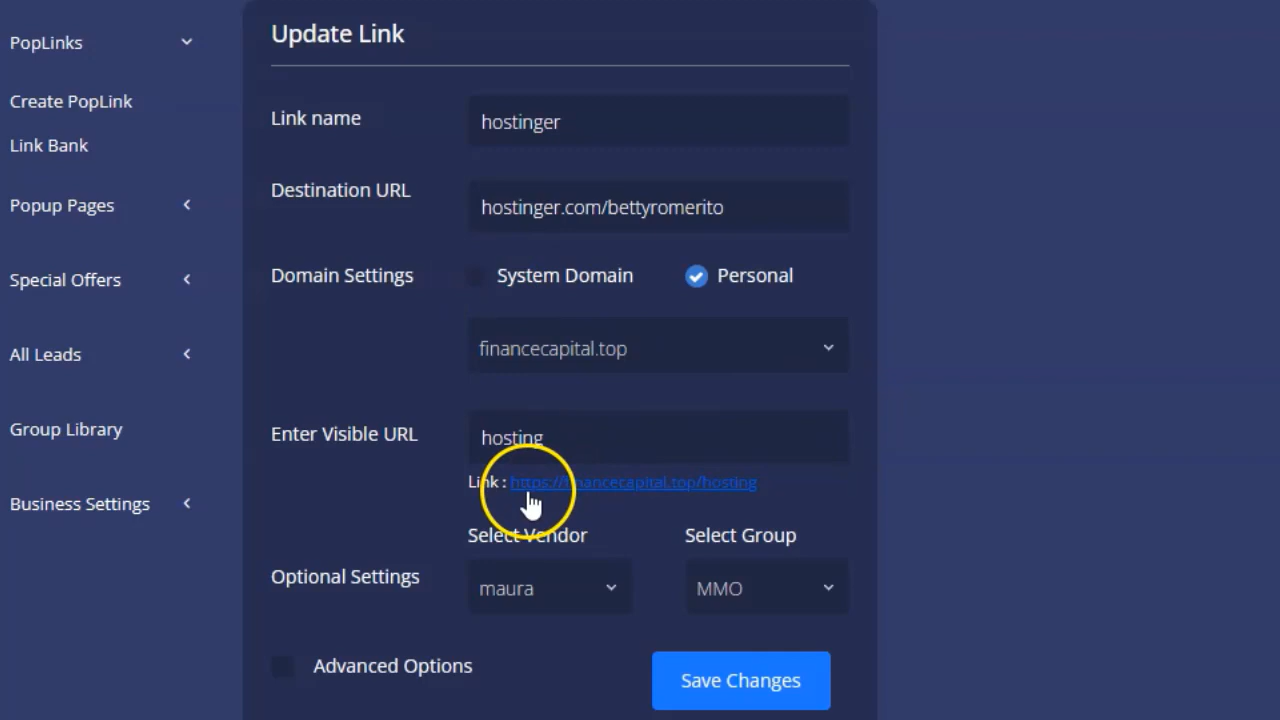 PopLinks
Create PopLink
Link Bank
Popup Pages
Special Offers
All Leads
Group Library
Business Settings
Update Link
Link name
hostinger
Destination URL
hostinger.com/bettyromerito
Domain Settings
System Domain
Personal
financecapital.top
Enter Visible URL
hosting
Link : https://financecapital.top/hosting
Select Vendor
Select Group
Optional Settings
maura
MMO
Advanced Options
Save Changes